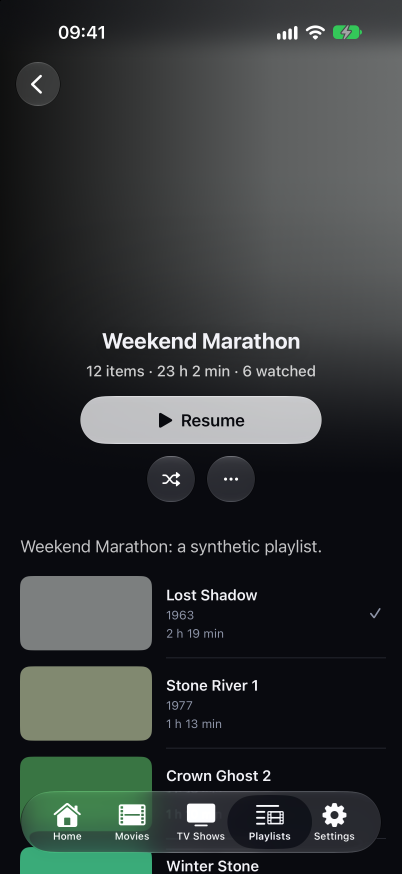 09:41
Weekend Marathon
12 items · 23 h 2 min · 6 watched
Resume
Weekend Marathon: a synthetic playlist.
Lost Shadow
1963
2 h 19 min
Stone River 1
1977
1 h 13 min
Crown Ghost 2
Home
Movies
TV Shows
Playlists
Settings
Winter Stone